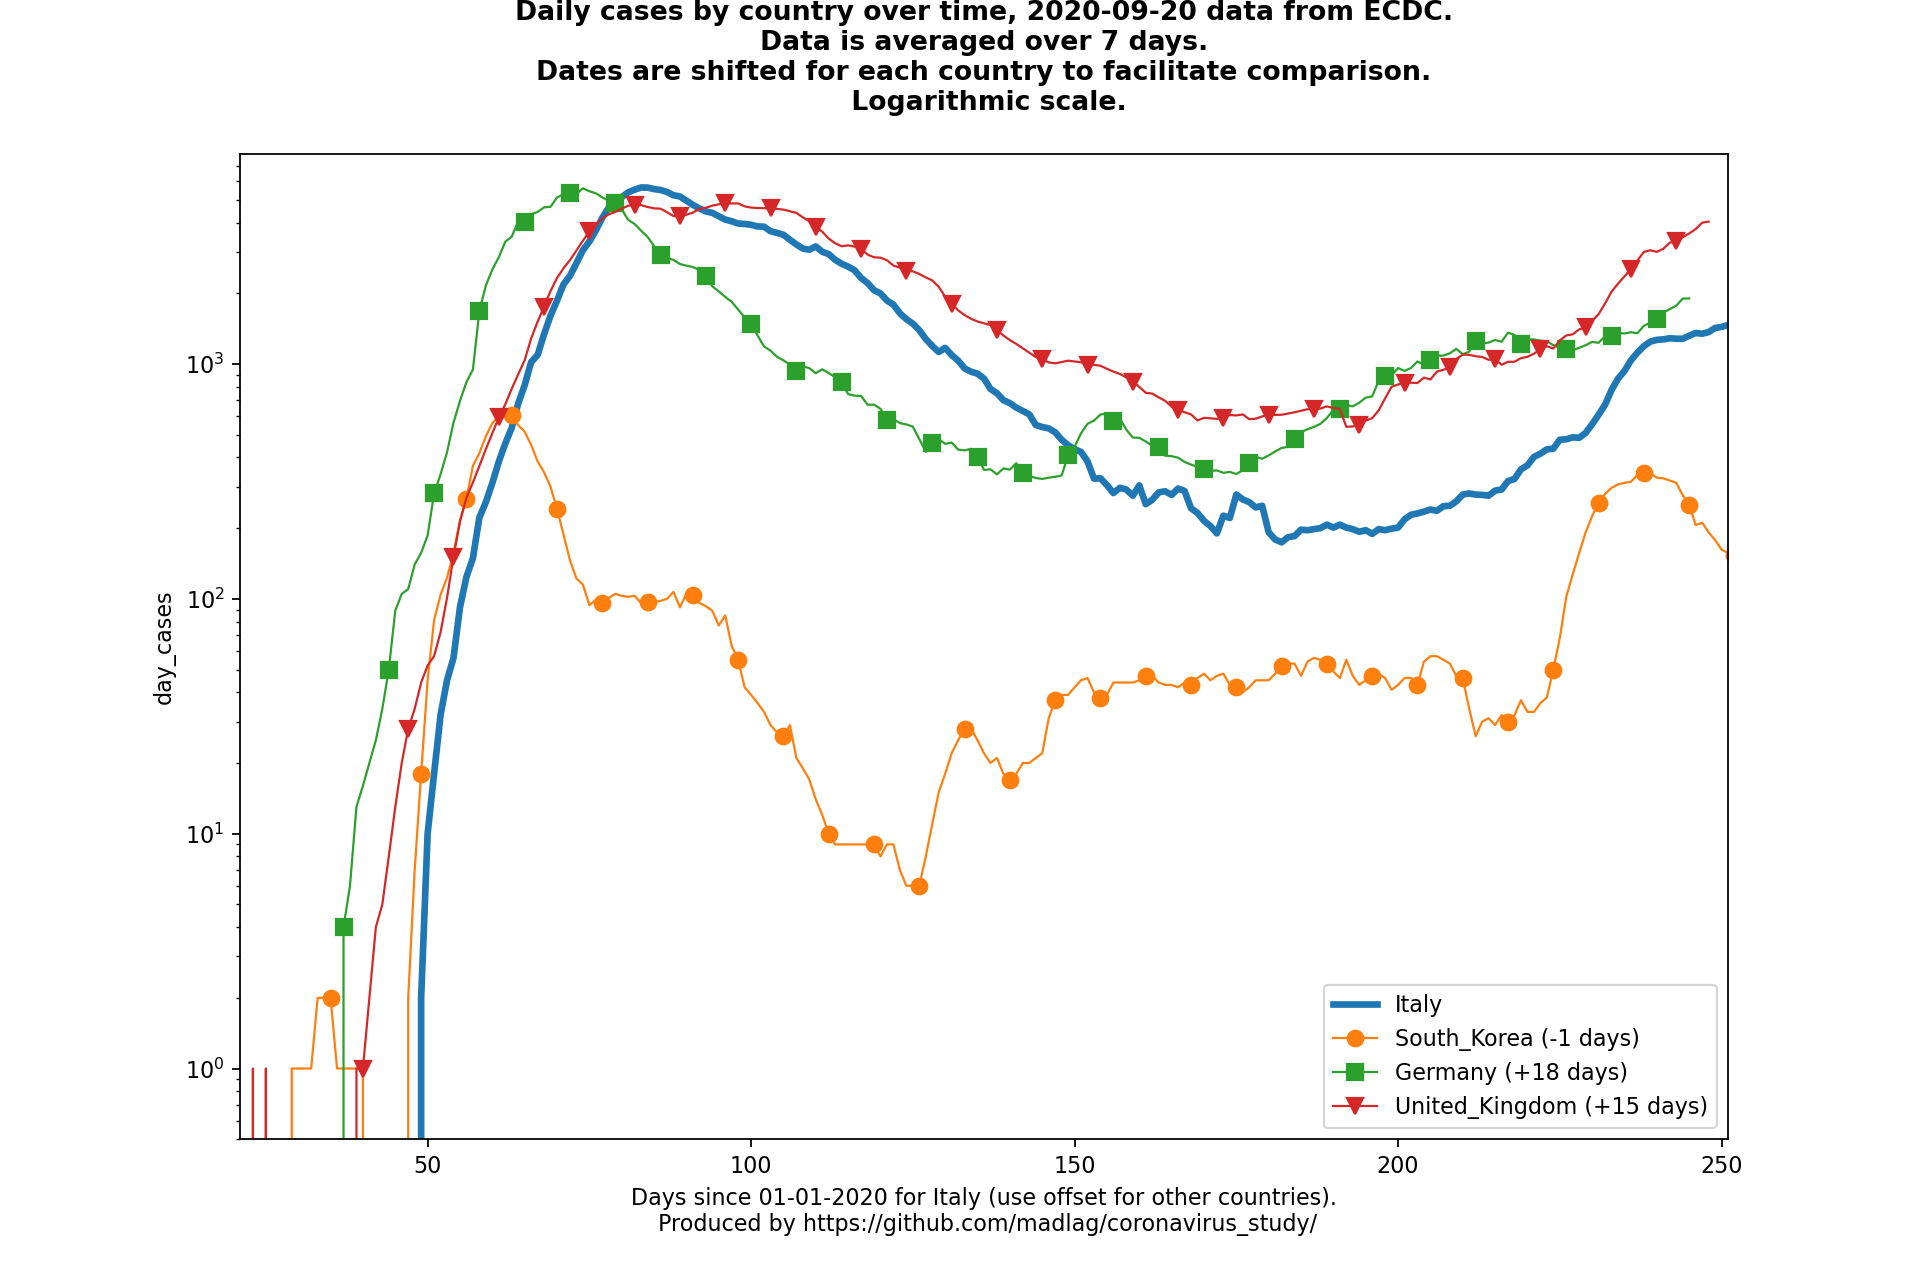 Daily cases by country over time, 2020-09-20 data from ECDC.
Data is averaged over 7 days.
Dates are shifted for each country to facilitate comparison.
Logarithmic scale.
day_cases
10³
10²
10¹
10⁰
Italy
South_Korea (-1 days)
Germany (+18 days)
United_Kingdom (+15 days)
50 100 150 200 250
Days since 01-01-2020 for Italy (use offset for other countries).
Produced by https://github.com/madlag/coronavirus_study/